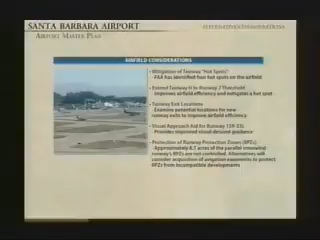 SANTA BARBARA AIRPORT
AIRPORT MASTER PLAN
AIRFIELD CONSIDERATIONS
• Mitigation of Taxiway "Hot Spots"
- FAA has identified four hot spots on the airfield
• Extend Taxiway H to Runway 7 Threshold
- Improves airfield efficiency and mitigates a hot spot
• Taxiway Exit Locations
- Examine potential locations for new
runway exits to improve airfield efficiency
• Visual Approach Aid for Runway 15R-33L
- Provides improved visual descent guidance
• Protection of Runway Protection Zones (RPZs)
- Approximately 8.7 acres of the parallel crosswind
runway's RPZs are not controlled. Alternatives will
consider acquisition of avigation easements to protect
RPZs from incompatible developments